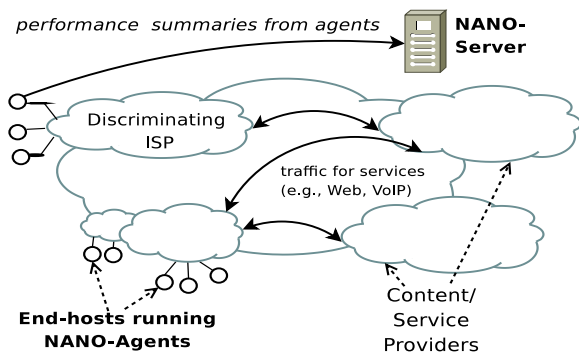 performance summaries from agents
NANO-
Server
Discriminating
ISP
traffic for services
(e.g., Web, VoIP)
End-hosts running
NANO-Agents
Content/
Service
Providers